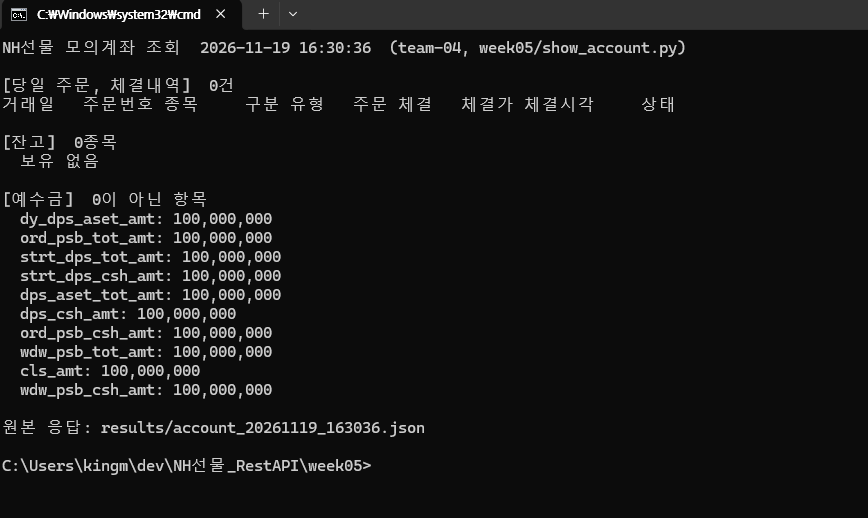 C:₩Windows₩system32₩cmd
NH선물 모의계좌 조회 2026-11-19 16:30:36 (team-04, week05/show_account.py)
[당일 주문, 체결내역] 0건
거래일 주문번호 종목 구분 유형 주문 체결 체결가 체결시각 상태
[잔고] 0종목
보유 없음
[예수금] 0이 아닌 항목
dy_dps_aset_amt: 100,000,000
ord_psb_tot_amt: 100,000,000
strt_dps_tot_amt: 100,000,000
strt_dps_csh_amt: 100,000,000
dps_aset_tot_amt: 100,000,000
dps_csh_amt: 100,000,000
ord_psb_csh_amt: 100,000,000
wdw_psb_tot_amt: 100,000,000
cls_amt: 100,000,000
wdw_psb_csh_amt: 100,000,000
원본 응답: results/account_20261119_163036.json
C:\Users\kingm\dev\NH선물_RestAPI\week05>